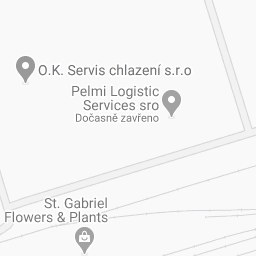 O.K. Servis chlazení s.r.o
Pelmi Logistic
Services sro
Dočasně zavřeno
St. Gabriel
Flowers & Plants